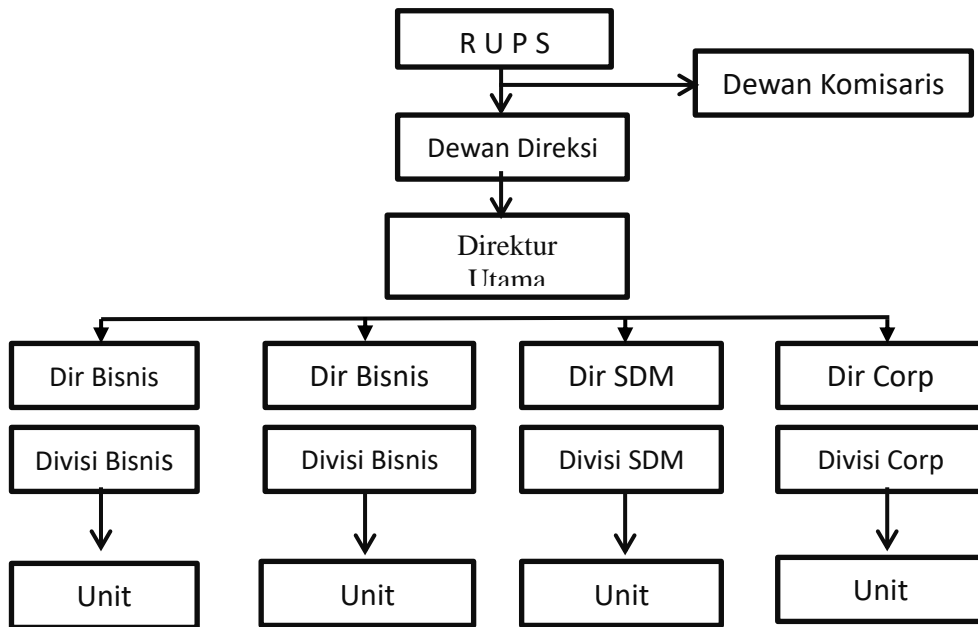 R U P S
Dewan Komisaris
Dewan Direksi
Direktur
Utama
Dir Bisnis
Dir Bisnis
Dir SDM
Dir Corp
Divisi Bisnis
Divisi Bisnis
Divisi SDM
Divisi Corp
Unit
Unit
Unit
Unit